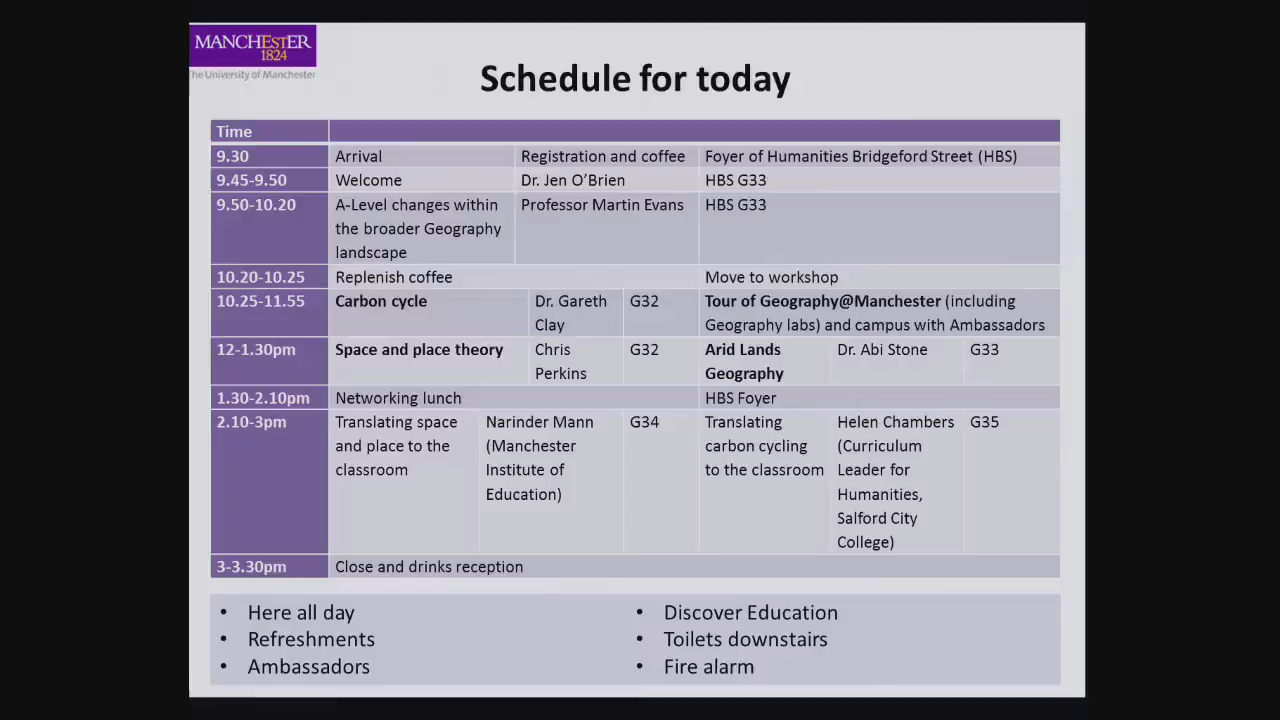 MANCHESTER
1824
The University of Manchester
Schedule for today
Time
9.30 Arrival Registration and coffee Foyer of Humanities Bridgeford Street (HBS)
9.45-9.50 Welcome Dr. Jen O’Brien HBS G33
9.50-10.20 A-Level changes within Professor Martin Evans HBS G33
the broader Geography
landscape
10.20-10.25 Replenish coffee Move to workshop
10.25-11.55 Carbon cycle Dr. Gareth G32 Tour of Geography@Manchester (including
Clay Geography labs) and campus with Ambassadors
12-1.30pm Space and place theory Chris G32 Arid Lands Dr. Abi Stone G33
Perkins Geography
1.30-2.10pm Networking lunch HBS Foyer
2.10-3pm Translating space Narinder Mann G34 Translating Helen Chambers G35
and place to the (Manchester carbon cycling (Curriculum
classroom Institute of to the classroom Leader for
Education) Humanities,
Salford City
College)
3-3.30pm Close and drinks reception
• Here all day
• Refreshments
• Ambassadors
• Discover Education
• Toilets downstairs
• Fire alarm